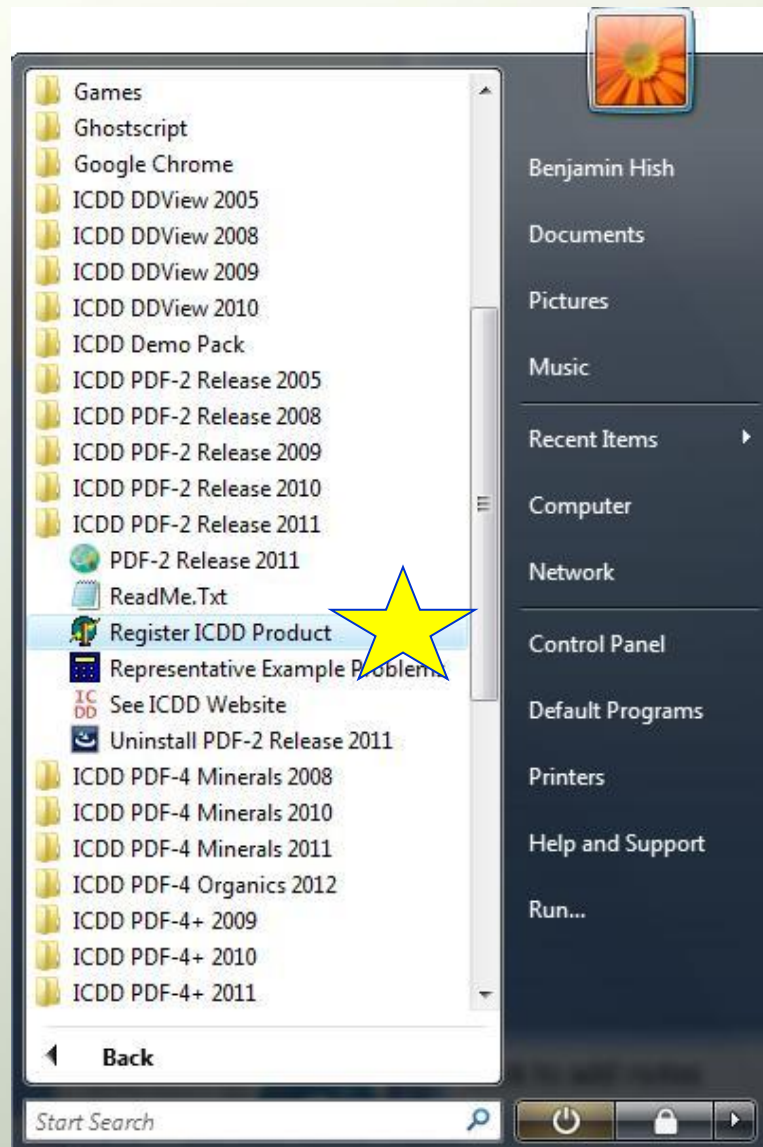 Games
Ghostscript
Google Chrome
ICDD DDView 2005
ICDD DDView 2008
ICDD DDView 2009
ICDD DDView 2010
ICDD Demo Pack
ICDD PDF-2 Release 2005
ICDD PDF-2 Release 2008
ICDD PDF-2 Release 2009
ICDD PDF-2 Release 2010
ICDD PDF-2 Release 2011
PDF-2 Release 2011
ReadMe.Txt
Register ICDD Product
Representative Example Problem
IC
DD
See ICDD Website
Uninstall PDF-2 Release 2011
ICDD PDF-4 Minerals 2008
ICDD PDF-4 Minerals 2010
ICDD PDF-4 Minerals 2011
ICDD PDF-4 Organics 2012
ICDD PDF-4+ 2009
ICDD PDF-4+ 2010
ICDD PDF-4+ 2011
Back
Start Search
Benjamin Hish
Documents
Pictures
Music
Recent Items
Computer
Network
Control Panel
Default Programs
Printers
Help and Support
Run...